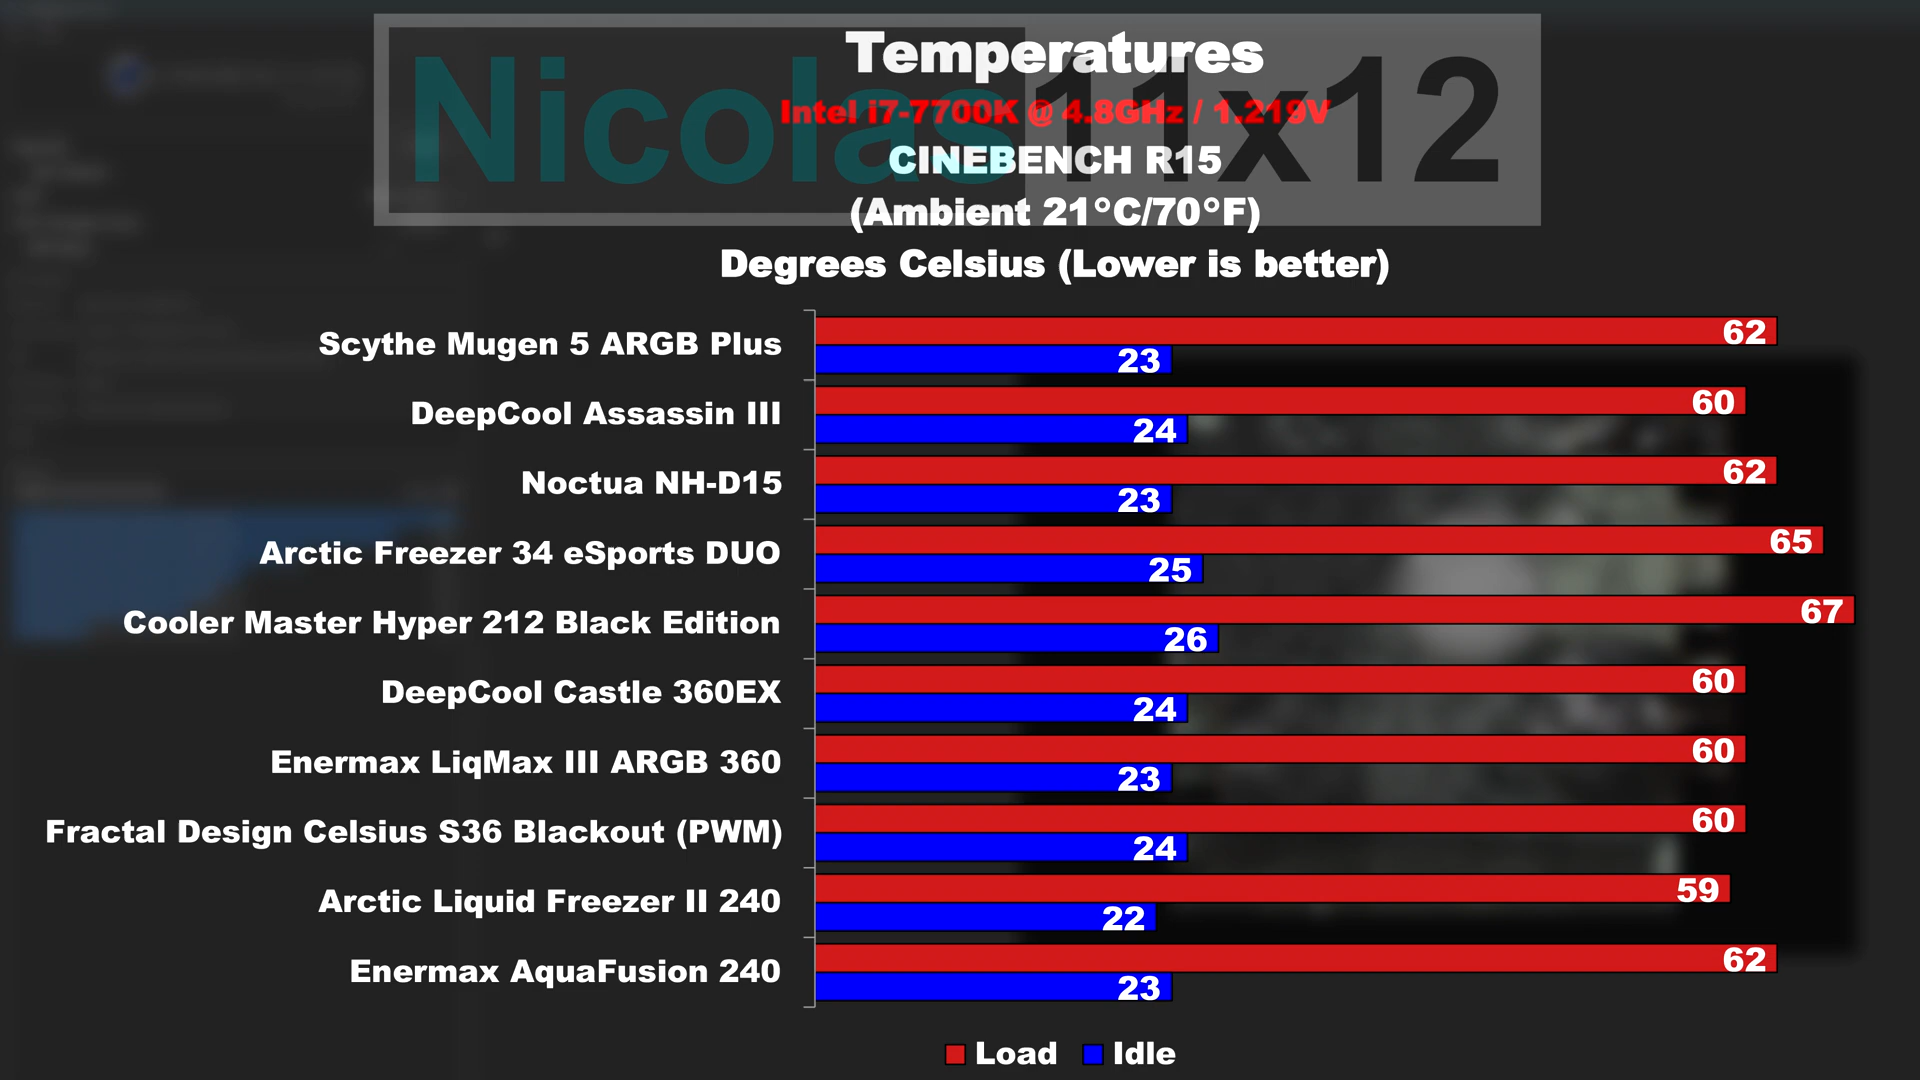 Nicolas11x12
Temperatures
Intel i7-7700K @ 4.8GHz / 1.219V
CINEBENCH R15
(Ambient 21°C/70°F)
Degrees Celsius (Lower is better)
Scythe Mugen 5 ARGB Plus 62
23
DeepCool Assassin III 60
24
Noctua NH-D15 62
23
Arctic Freezer 34 eSports DUO 65
25
Cooler Master Hyper 212 Black Edition 67
26
DeepCool Castle 360EX 60
24
Enermax LiqMax III ARGB 360 60
23
Fractal Design Celsius S36 Blackout (PWM) 60
24
Arctic Liquid Freezer II 240 59
22
Enermax AquaFusion 240 62
23
Load Idle